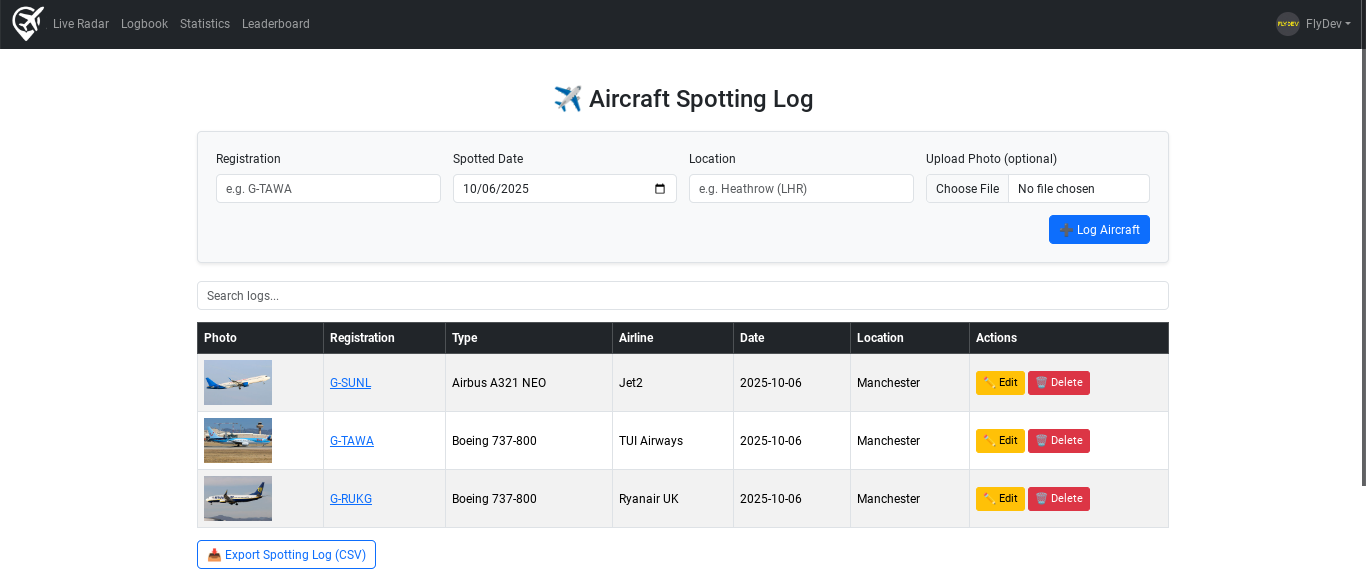 Live Radar Logbook Statistics Leaderboard FLYDEV FlyDev
Aircraft Spotting Log
Registration Spotted Date Location Upload Photo (optional)
e.g. G-TAWA 10/06/2025 e.g. Heathrow (LHR) Choose File No file chosen
Log Aircraft
Search logs...
Photo Registration Type Airline Date Location Actions
G-SUNL Airbus A321 NEO Jet2 2025-10-06 Manchester Edit Delete
G-TAWA Boeing 737-800 TUI Airways 2025-10-06 Manchester Edit Delete
G-RUKG Boeing 737-800 Ryanair UK 2025-10-06 Manchester Edit Delete
Export Spotting Log (CSV)